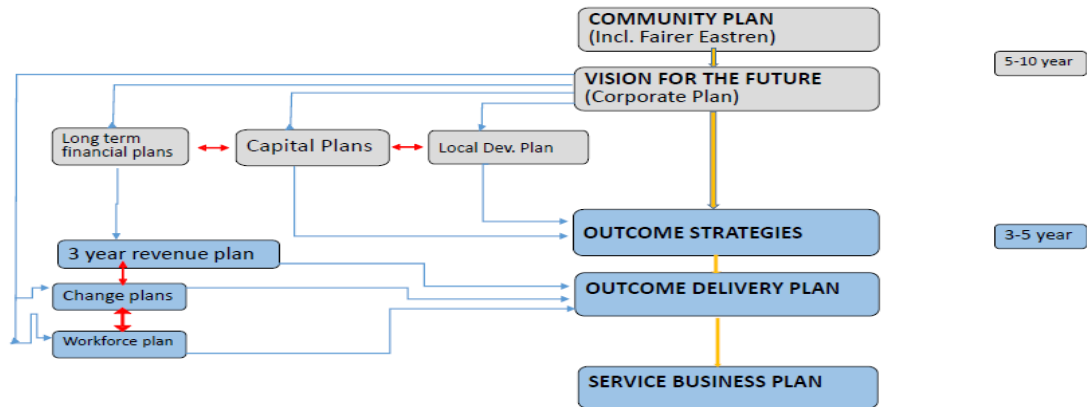 COMMUNITY PLAN
(Incl. Fairer Eastren)
5-10 year
VISION FOR THE FUTURE
(Corporate Plan)
Long term
financial plans
Capital Plans
Local Dev. Plan
OUTCOME STRATEGIES
3-5 year
3 year revenue plan
OUTCOME DELIVERY PLAN
Change plans
Workforce plan
SERVICE BUSINESS PLAN